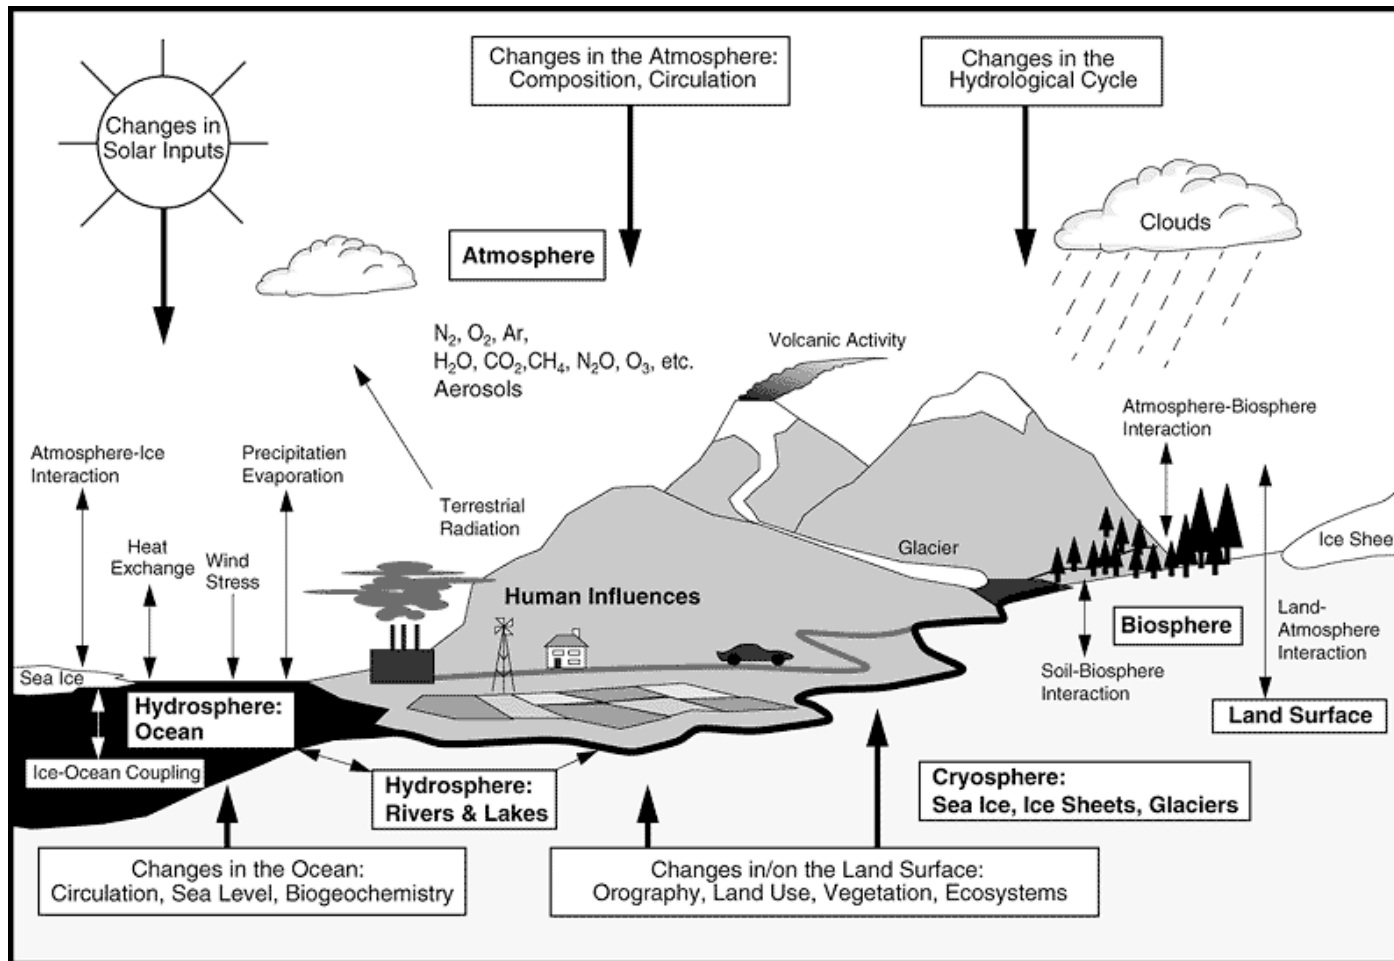 Changes in
Solar Inputs
Changes in the Atmosphere:
Composition, Circulation
Changes in the
Hydrological Cycle
Clouds
Atmosphere
N₂, O₂, Ar,
H₂O, CO₂,CH₄, N₂O, O₃, etc.
Aerosols
Volcanic Activity
Atmosphere-Biosphere
Interaction
Atmosphere-Ice
Interaction
Precipitation
Evaporation
Terrestrial
Radiation
Heat
Exchange
Wind
Stress
Glacier
Ice Shee
Human Influences
Biosphere
Land-
Atmosphere
Interaction
Soil-Biosphere
Interaction
Sea Ice
Hydrosphere:
Ocean
Land Surface
Ice-Ocean Coupling
Hydrosphere:
Rivers & Lakes
Cryosphere:
Sea Ice, Ice Sheets, Glaciers
Changes in the Ocean:
Circulation, Sea Level, Biogeochemistry
Changes in/on the Land Surface:
Orography, Land Use, Vegetation, Ecosystems